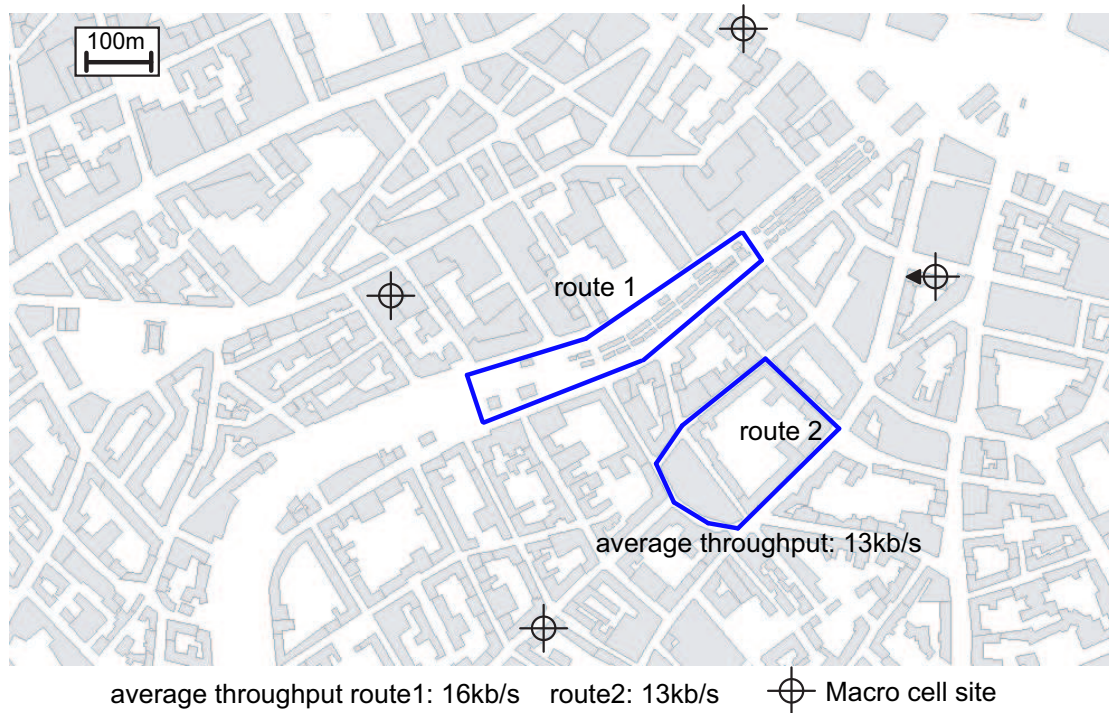 100m
route 1
route 2
average throughput: 13kb/s
average throughput route1: 16kb/s route2: 13kb/s Macro cell site